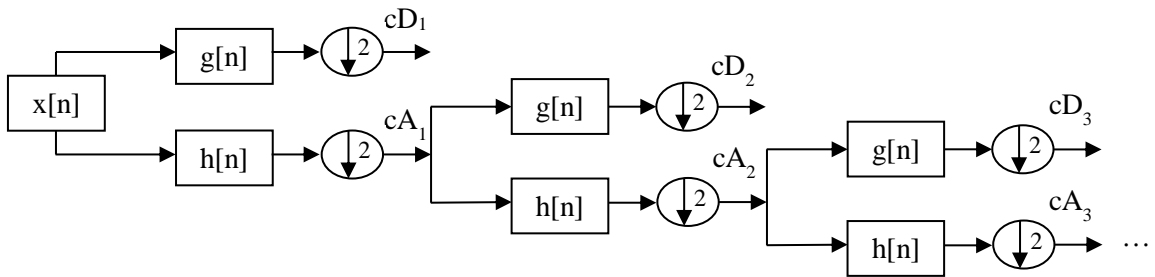 cD₁
g[n]
2
x[n]
h[n]
2
cA₁
cD₂
g[n]
2
h[n]
2
cA₂
cD₃
g[n]
2
h[n]
2
cA₃
...